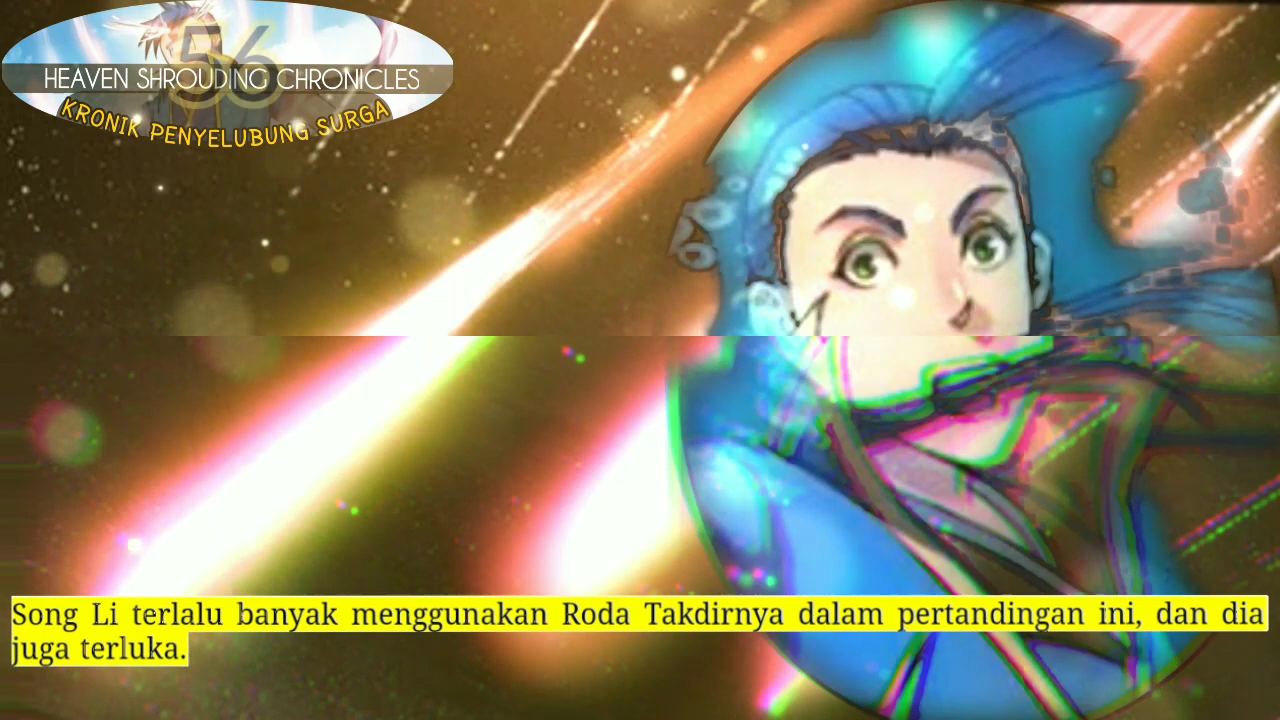 56
HEAVEN SHROUDING CHRONICLES
KRONIK PENYELUBUNG SURGA
Song Li terlalu banyak menggunakan Roda Takdirnya dalam pertandingan ini, dan dia
juga terluka.